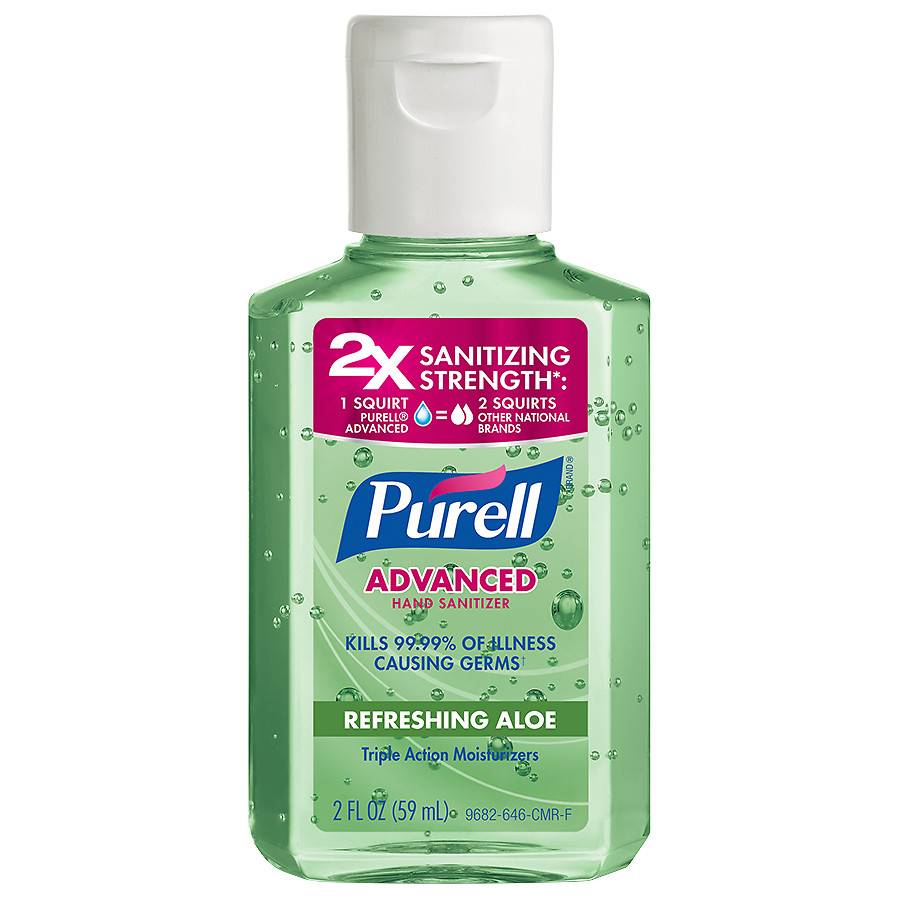 2X SANITIZING
STRENGTH*:
1 SQUIRT
PURELL®
ADVANCED
=
2 SQUIRTS
OTHER NATIONAL
BRANDS
Purell
BRAND®
ADVANCED
HAND SANITIZER
KILLS 99.99% OF ILLNESS
CAUSING GERMS†
REFRESHING ALOE
Triple Action Moisturizers
2 FL OZ (59 mL) 9682-646-CMR-F